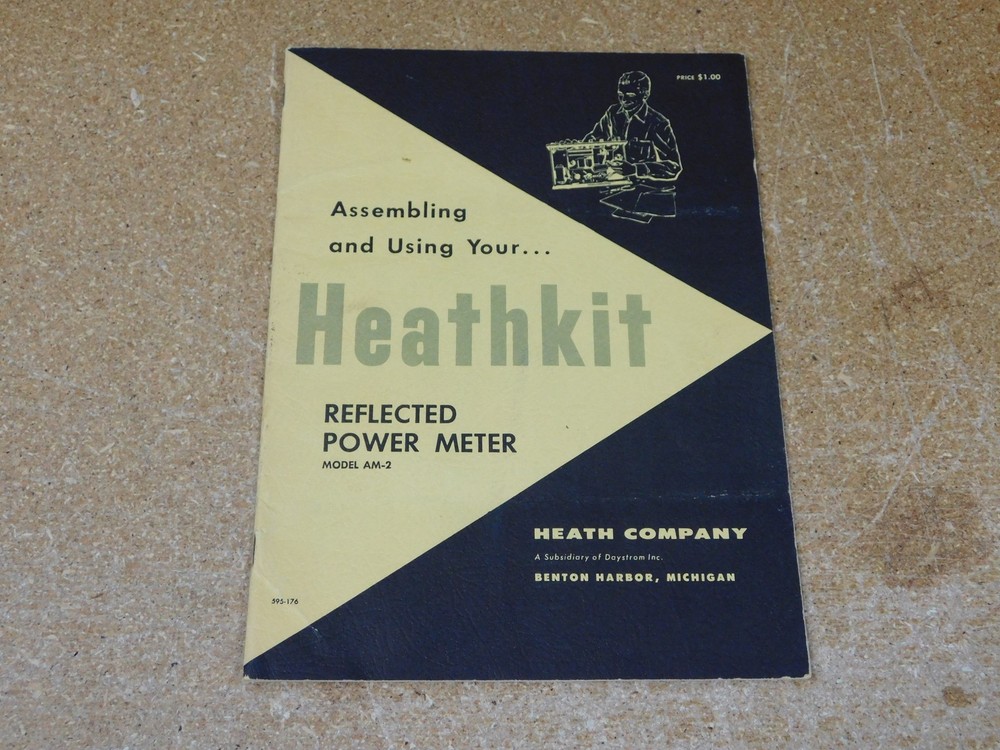 PRICE $1.00
Assembling
and Using Your...
Heathkit
REFLECTED
POWER METER
MODEL AM-2
HEATH COMPANY
A Subsidiary of Daystrom Inc.
BENTON HARBOR, MICHIGAN
595-176